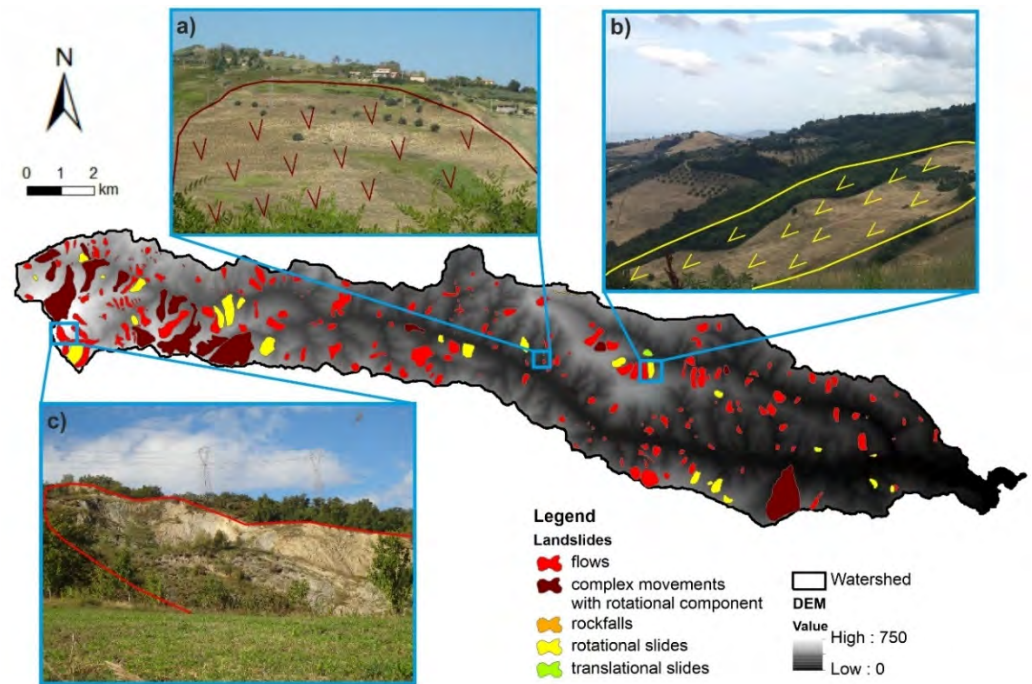 a)
b)
N
0 1 2
km
c)
Legend
Landslides
flows
complex movements
with rotational component
rockfalls
rotational slides
translational slides
Watershed
DEM
Value
High : 750
Low : 0